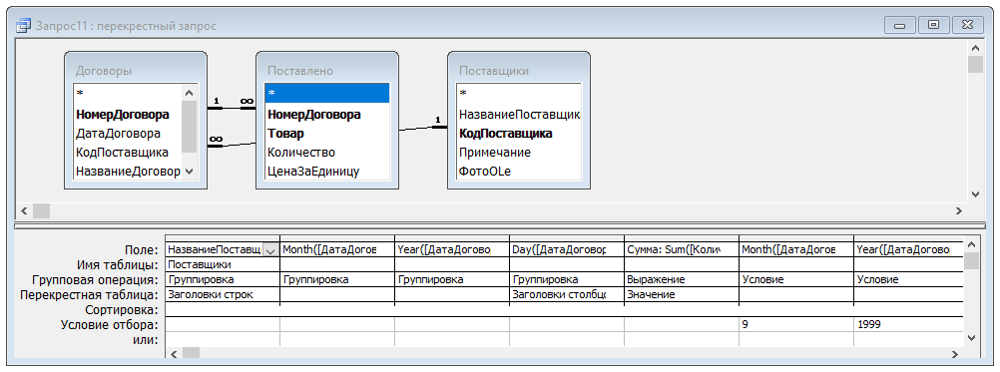 Запрос11 : перекрестный запрос
Договоры
*
НомерДоговора
ДатаДоговора
КодПоставщика
НазваниеДоговор
1 ∞
∞
Поставлено
*
НомерДоговора
Товар
Количество
ЦенаЗаЕдиницу
1
Поставщики
*
НазваниеПоставщик
КодПоставщика
Примечание
ФотоOLe
Поле: НазваниеПоставщ Month([ДатаДогов Year([ДатаДогово Day([ДатаДоговор Сумма: Sum([Колич Month([ДатаДогов Year([ДатаДогово
Имя таблицы: Поставщики
Групповая операция: Группировка Группировка Группировка Группировка Выражение Условие Условие
Перекрестная таблица: Заголовки строк Заголовки столбцо Значение
Сортировка:
Условие отбора: 9 1999
или: